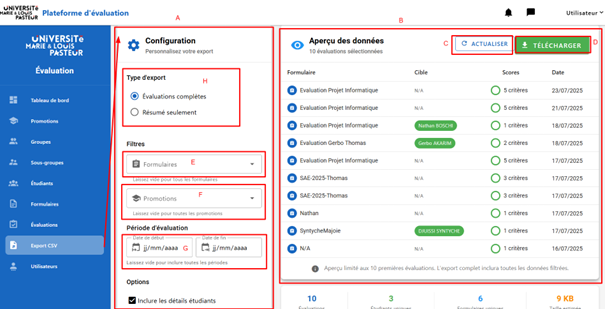 UNIVERSITE
MARIE & LOUIS
PASTEUR
Plateforme d'évaluation
Utilisateur
UNIVERSITE
MARIE & LOUIS
PASTEUR
Évaluation
Tableau de bord
Promotions
Groupes
Sous-groupes
Étudiants
Formulaires
Évaluations
Export CSV
Utilisateurs
A
Configuration
Personnalisez votre export
H
Type d'export
Évaluations complètes
Résumé seulement
Filtres
E
Formulaires
Laissez vide pour tous les formulaires
F
Promotions
Laissez vide pour toutes les promotions
Période d'évaluation
Date de début
jj/mm/aaaa
G
Date de fin
jj/mm/aaaa
Laissez vide pour inclure toutes les périodes
Options
Inclure les détails étudiants
B
Aperçu des données
10 évaluations sélectionnées
C
ACTUALISER
TÉLÉCHARGER
D
Formulaire Cible Scores Date
Evaluation Projet Informatique N/A 5 critères 23/07/2025
Evaluation Projet Informatique N/A 5 critères 21/07/2025
Evaluation Projet Informatique Nathan BOSCHI 1 critères 18/07/2025
Evaluation Gerbo Thomas Gerbo AKARIM 2 critères 18/07/2025
Evaluation Projet Informatique N/A 5 critères 17/07/2025
SAE-2025-Thomas N/A 3 critères 17/07/2025
SAE-2025-Thomas N/A 3 critères 17/07/2025
Nathan N/A 1 critères 17/07/2025
SyntycheMajoie SYNTYCHE 1 critères 17/07/2025
N/A N/A 1 critères 16/07/2025
Aperçu limité aux 10 premières évaluations. L'export complet inclura toutes les données filtrées.
10 3 6 9 KB